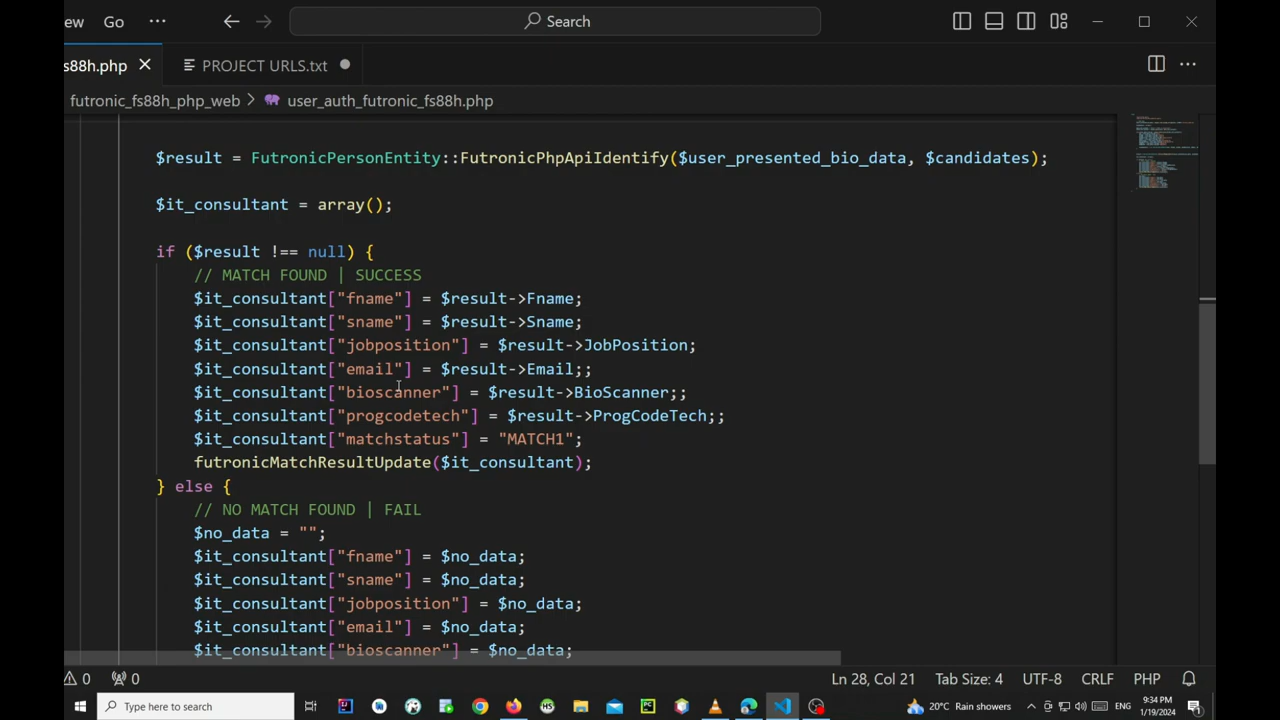 ew Go ··· Search
s88h.php PROJECT URLS.txt
futronic_fs88h_php_web > user_auth_futronic_fs88h.php
$result = FutronicPersonEntity::FutronicPhpApiIdentify($user_presented_bio_data, $candidates);
$it_consultant = array();
if ($result !== null) {
// MATCH FOUND | SUCCESS
$it_consultant["fname"] = $result->Fname;
$it_consultant["sname"] = $result->Sname;
$it_consultant["jobposition"] = $result->JobPosition;
$it_consultant["email"] = $result->Email;;
$it_consultant["bioscanner"] = $result->BioScanner;;
$it_consultant["progcodetech"] = $result->ProgCodeTech;;
$it_consultant["matchstatus"] = "MATCH1";
futronicMatchResultUpdate($it_consultant);
} else {
// NO MATCH FOUND | FAIL
$no_data = "";
$it_consultant["fname"] = $no_data;
$it_consultant["sname"] = $no_data;
$it_consultant["jobposition"] = $no_data;
$it_consultant["email"] = $no_data;
$it_consultant["bioscanner"] = $no_data;
0 0 Ln 28, Col 21 Tab Size: 4 UTF-8 CRLF PHP
Type here to search 20°C Rain showers ENG 9:34 PM
1/19/2024